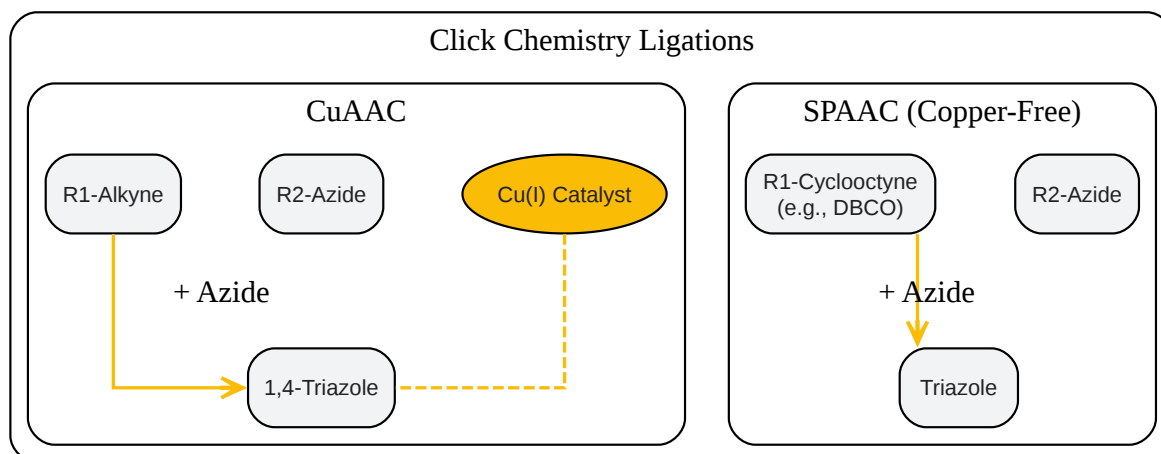 Click Chemistry Ligations
CuAAC
R1-Alkyne
R2-Azide
Cu(I) Catalyst
+ Azide
1,4-Triazole
SPAAC (Copper-Free)
R1-Cyclooctyne
(e.g., DBCO)
R2-Azide
+ Azide
Triazole